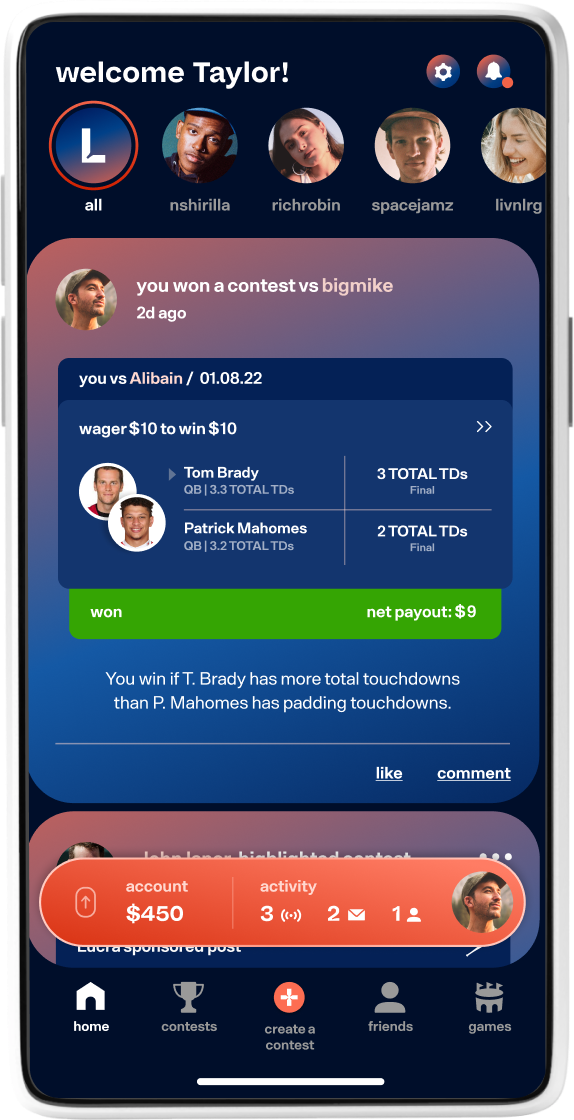 welcome Taylor!
L
all
nshirilla
richrobin
spacejamz
livnlrg
you won a contest vs bigmike
2d ago
you vs Alibain / 01.08.22
wager $10 to win $10
Tom Brady
QB | 3.3 TOTAL TDs
3 TOTAL TDs
Final
Patrick Mahomes
QB | 3.2 TOTAL TDs
2 TOTAL TDs
Final
won
net payout: $9
You win if T. Brady has more total touchdowns
than P. Mahomes has padding touchdowns.
like
comment
highlighted contest
account
$450
activity
3
2
1
Lucra sponsored post
home
contests
create a
contest
friends
games